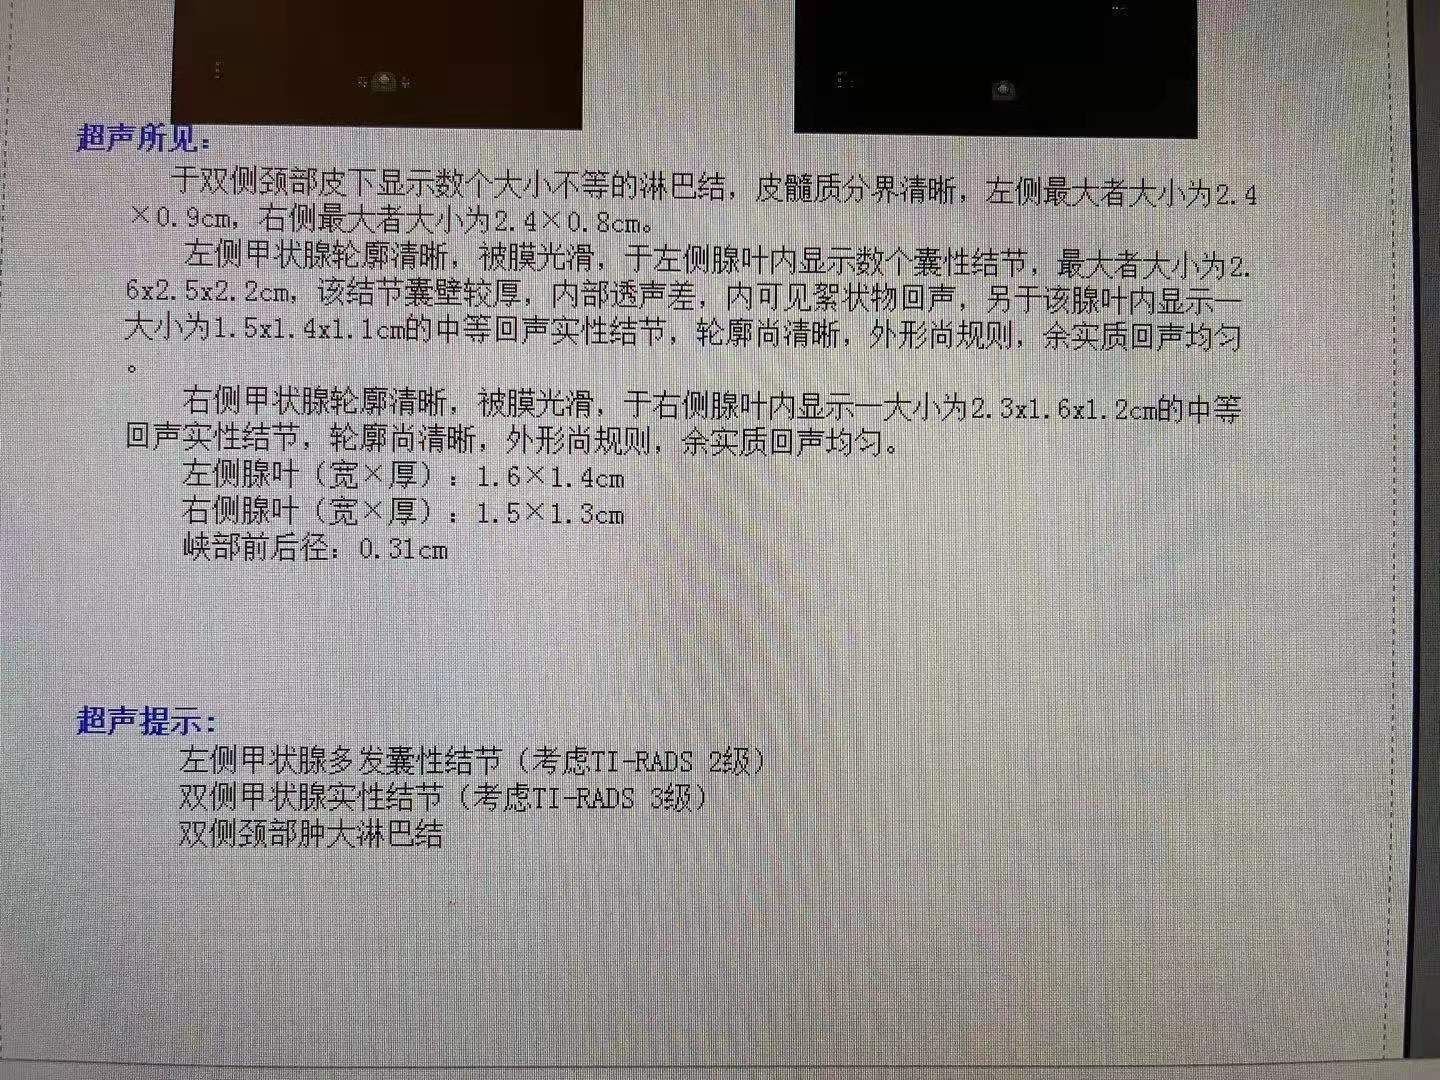 超声所见:
于双侧颈部皮下显示数个大小不等的淋巴结，皮髓质分界清晰，左侧最大者大小为2.4
×0.9cm，右侧最大者大小为2.4×0.8cm。
左侧甲状腺轮廓清晰，被膜光滑，于左侧腺叶内显示数个囊性结节，最大者大小为2.
6x2.5x2.2cm，该结节囊壁较厚，内部透声差，内可见絮状物回声，另于该腺叶内显示一
大小为1.5x1.4x1.1cm的中等回声实性结节，轮廓尚清晰，外形尚规则，余实质回声均匀
。
右侧甲状腺轮廓清晰，被膜光滑，于右侧腺叶内显示一大小为2.3x1.6x1.2cm的中等
回声实性结节，轮廓尚清晰，外形尚规则，余实质回声均匀。
左侧腺叶（宽×厚）：1.6×1.4cm
右侧腺叶（宽×厚）：1.5×1.3cm
峡部前后径：0.31cm
超声提示:
左侧甲状腺多发囊性结节（考虑TI-RADS 2级）
双侧甲状腺实性结节（考虑TI-RADS 3级）
双侧颈部肿大淋巴结